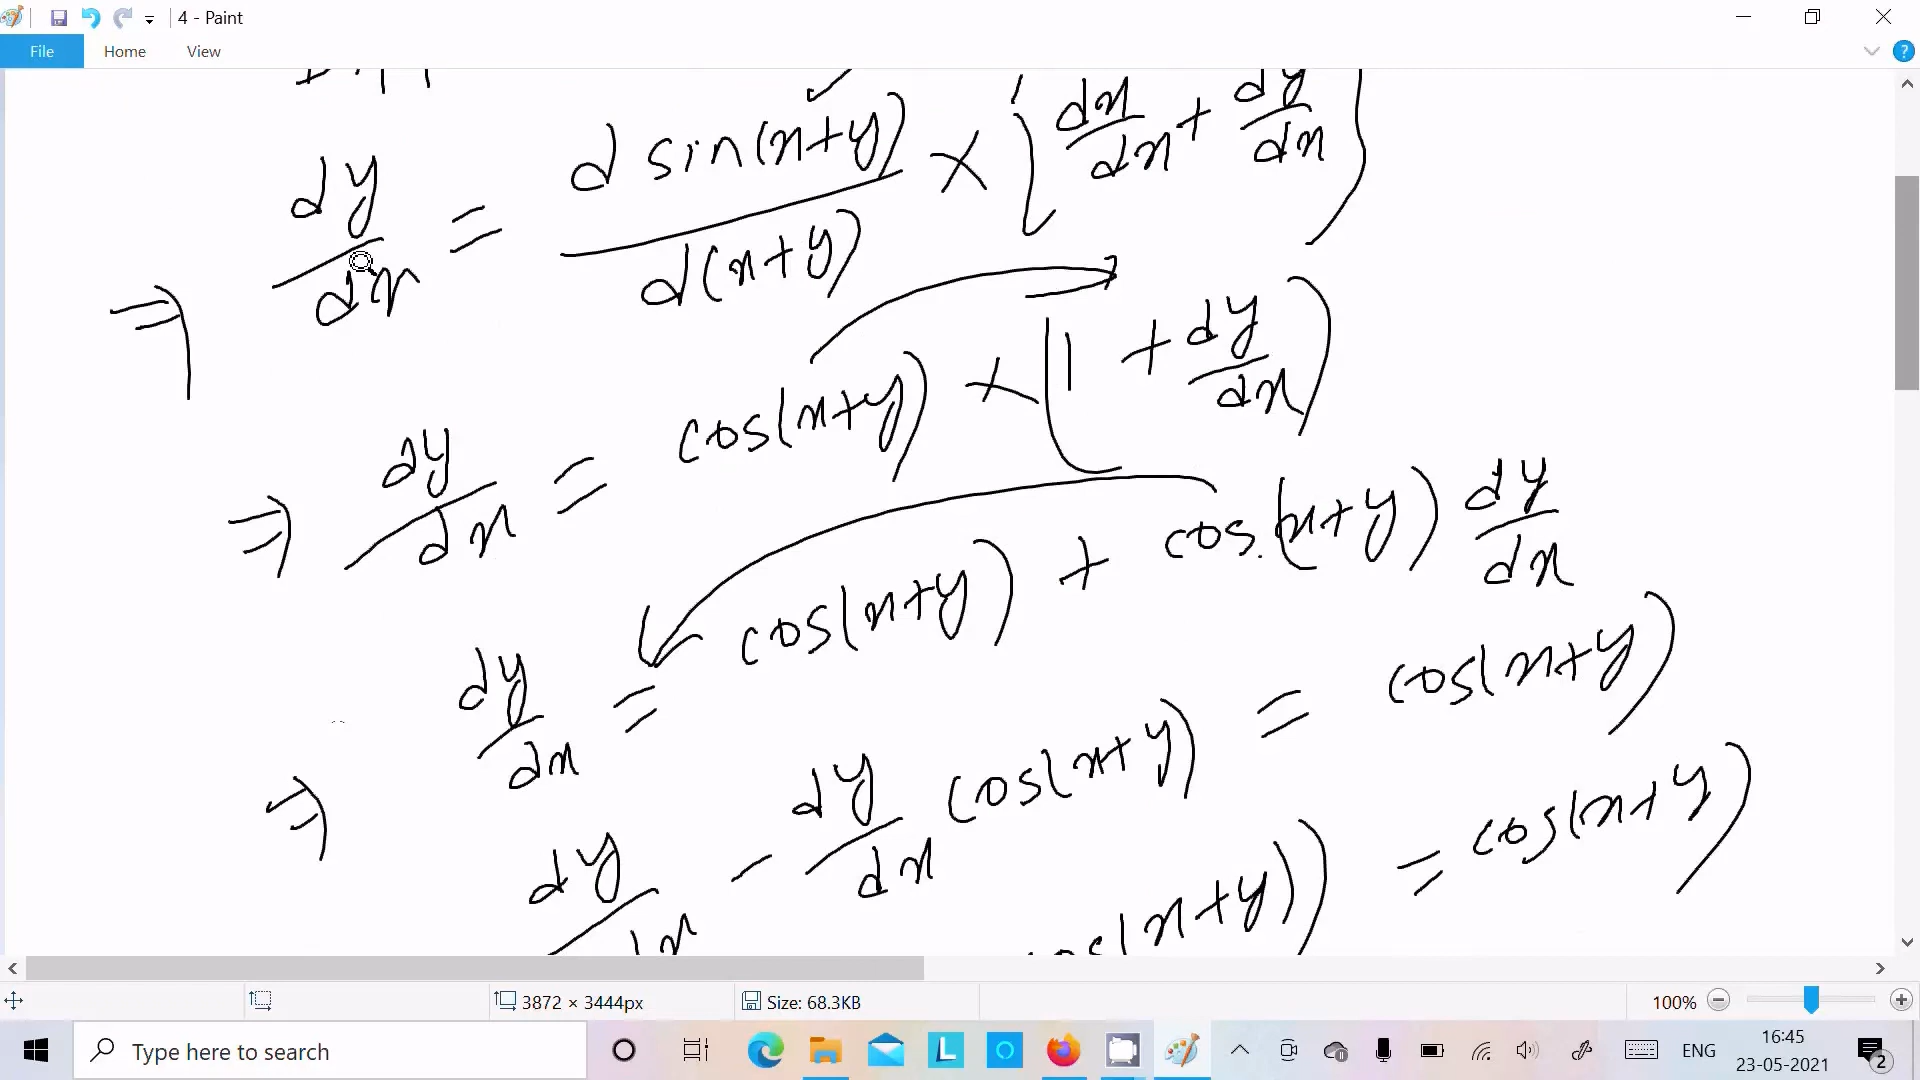 4 - Paint
File Home View
dy/dx = d sin(x+y)/d(x+y) × {dx/dx + dy/dx}
⇒ dy/dx = cos(x+y) × (1 + dy/dx)
⇒ dy/dx = cos(x+y) + cos.(x+y) dy/dx
⇒ dy/dx - dy/dx cos(x+y) = cos(x+y)
cos(x+y)) = cos(x+y)
3872 × 3444px Size: 68.3KB 100%
Type here to search
ENG
16:45
23-05-2021
2